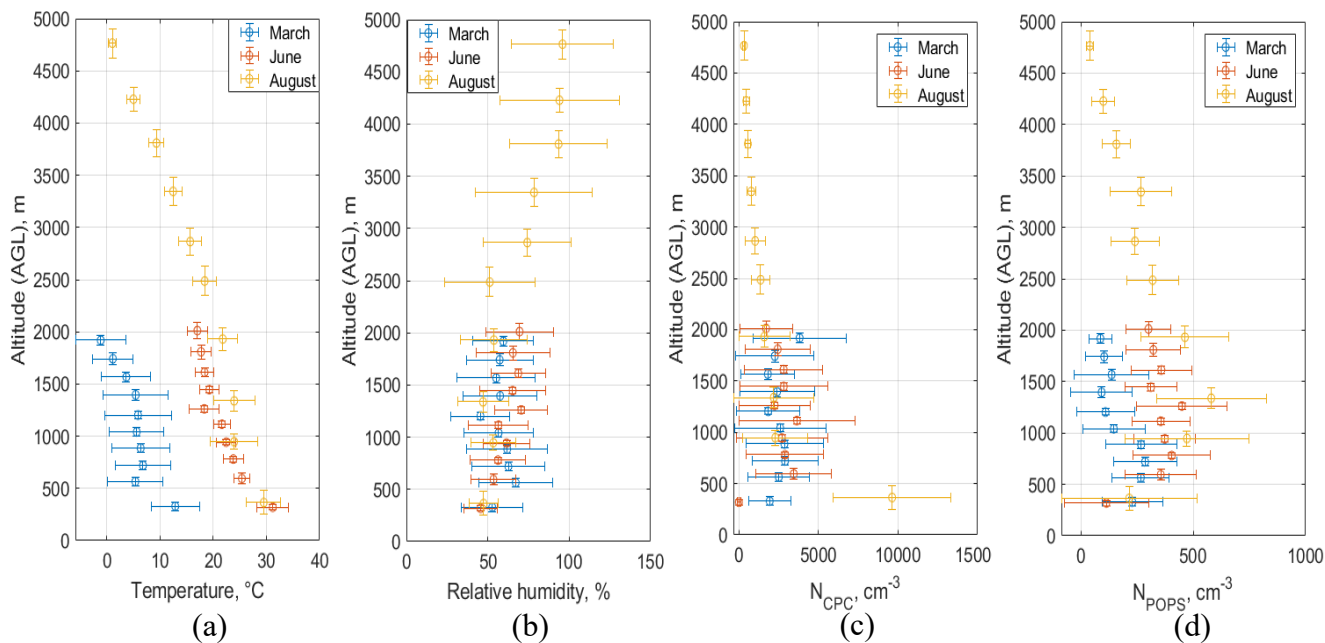 5000
4500
4000
3500
3000
2500
2000
1500
1000
500
0
Altitude (AGL), m
0
10
20
30
40
Temperature, °C
March
June
August
(a)
5000
4500
4000
3500
3000
2500
2000
1500
1000
500
0
Altitude (AGL), m
0
50
100
150
Relative humidity, %
March
June
August
(b)
5000
4500
4000
3500
3000
2500
2000
1500
1000
500
0
Altitude (AGL), m
0
5000
10000
1500
N_CPC, cm^-3
March
June
August
(c)
5000
4500
4000
3500
3000
2500
2000
1500
1000
500
0
Altitude (AGL), m
0
500
1000
N_POPS, cm^-3
March
June
August
(d)